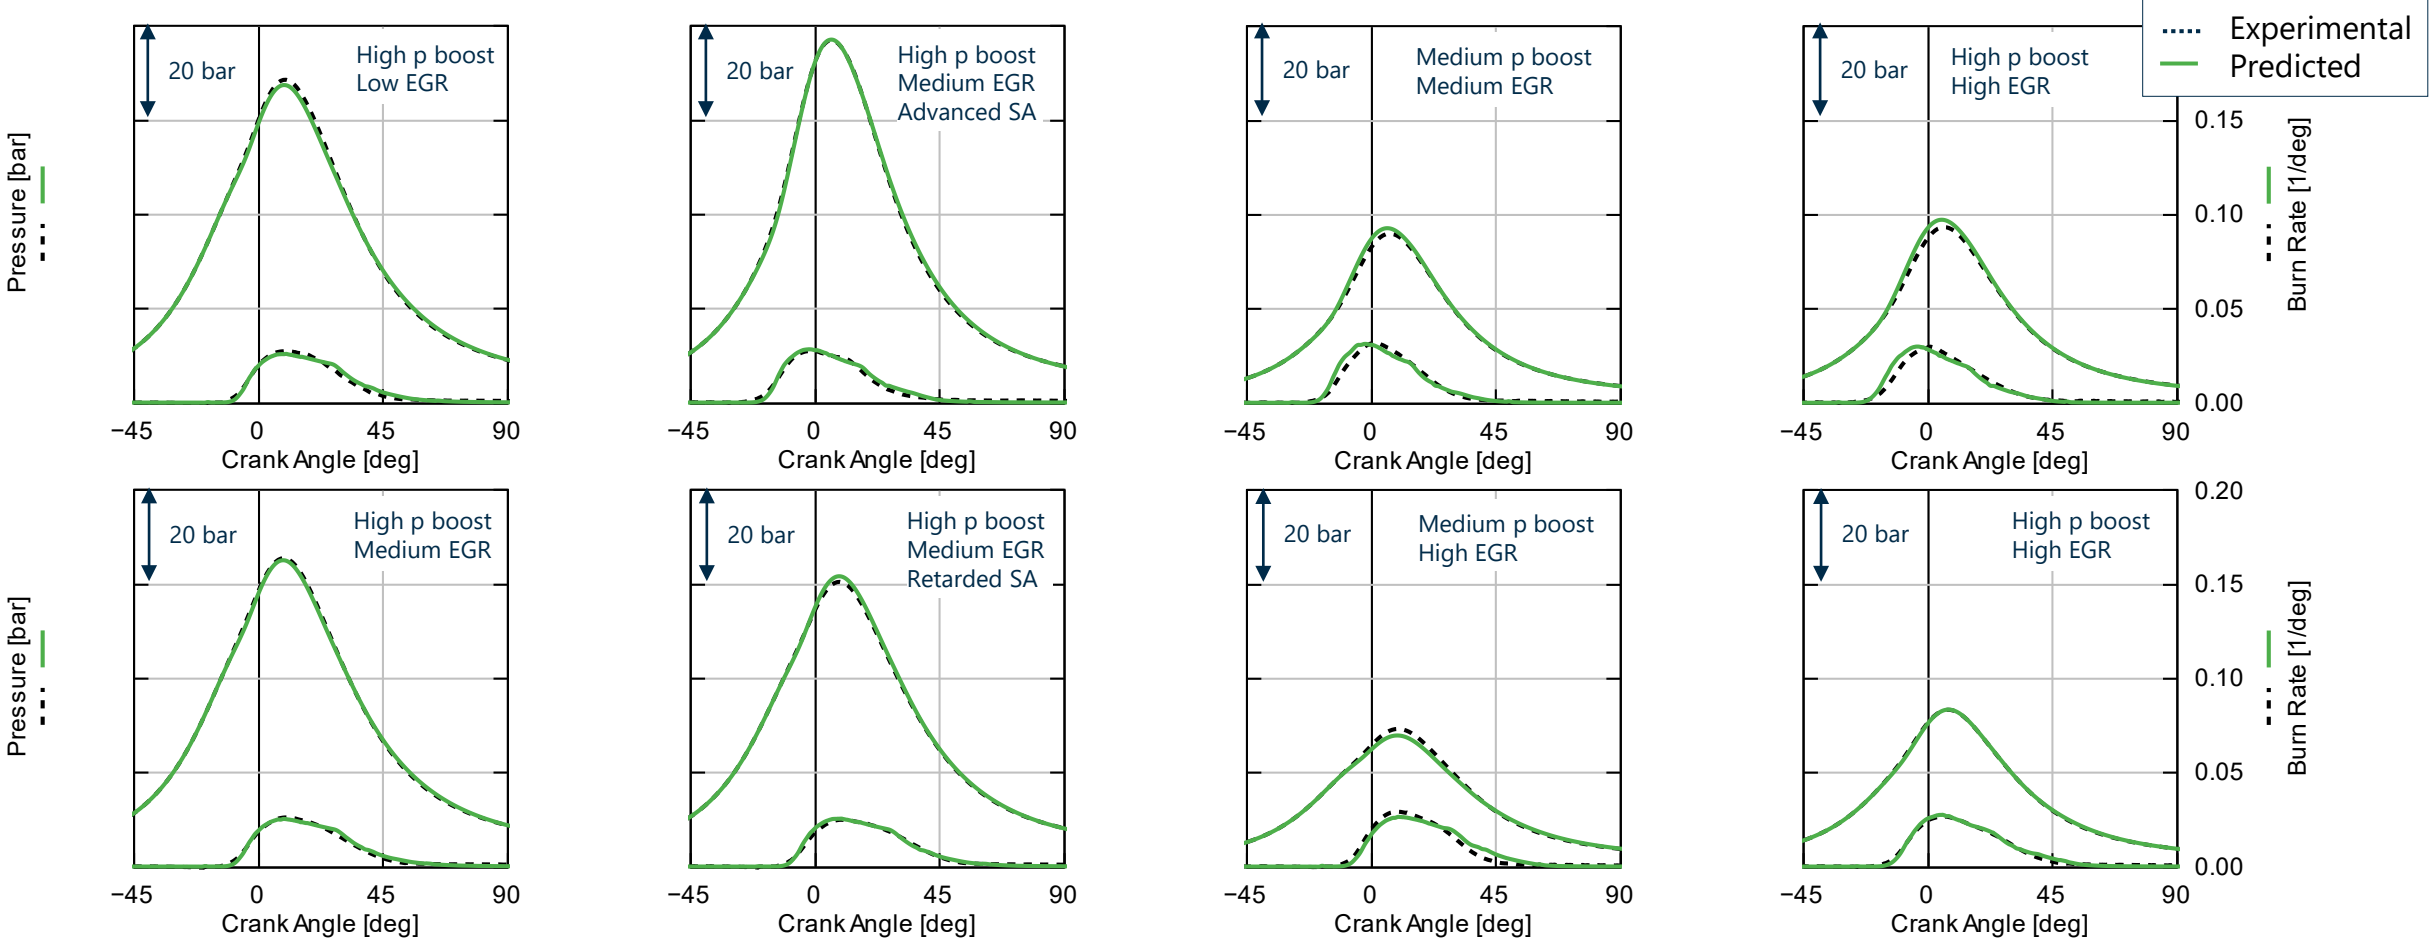 Experimental
Predicted
20 bar
High p boost
Low EGR
20 bar
High p boost
Medium EGR
Advanced SA
20 bar
Medium p boost
Medium EGR
20 bar
High p boost
High EGR
Pressure [bar]
0.15
0.10
0.05
0.00
Burn Rate [1/deg]
−45 0 45 90
−45 0 45 90
−45 0 45 90
−45 0 45 90
Crank Angle [deg]
Crank Angle [deg]
Crank Angle [deg]
Crank Angle [deg]
20 bar
High p boost
Medium EGR
20 bar
High p boost
Medium EGR
Retarded SA
20 bar
Medium p boost
High EGR
20 bar
High p boost
High EGR
Pressure [bar]
0.20
0.15
0.10
0.05
0.00
Burn Rate [1/deg]
−45 0 45 90
−45 0 45 90
−45 0 45 90
−45 0 45 90
Crank Angle [deg]
Crank Angle [deg]
Crank Angle [deg]
Crank Angle [deg]